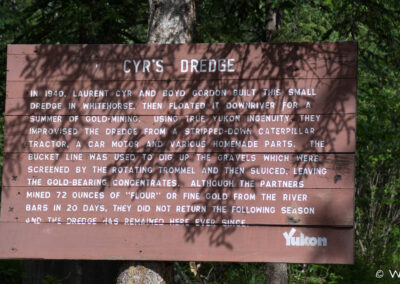 CYR'S DREDGE
IN 1940, LAURENT CYR AND BOYD GORDON BUILT THIS SMALL
DREDGE IN WHITEHORSE, THEN FLOATED IT DOWNRIVER FOR A
SUMMER OF GOLD-MINING. USING TRUE YUKON INGENUITY, THEY
IMPROVISED THE DREDGE FROM A STRIPPED-DOWN CATERPILLAR
TRACTOR, A CAR MOTOR AND VARIOUS HOMEMADE PARTS. THE
BUCKET LINE WAS USED TO DIG UP THE GRAVELS WHICH WERE
SCREENED BY THE ROTATING TROMMEL AND THEN SLUICED, LEAVING
THE GOLD-BEARING CONCENTRATES. ALTHOUGH THE PARTNERS
MINED 72 OUNCES OF "FLOUR" OR FINE GOLD FROM THE RIVER
BARS IN 20 DAYS, THEY DID NOT RETURN THE FOLLOWING SEASON
AND THE DREDGE HAS REMAINED HERE EVER SINCE.
Yukon
© W